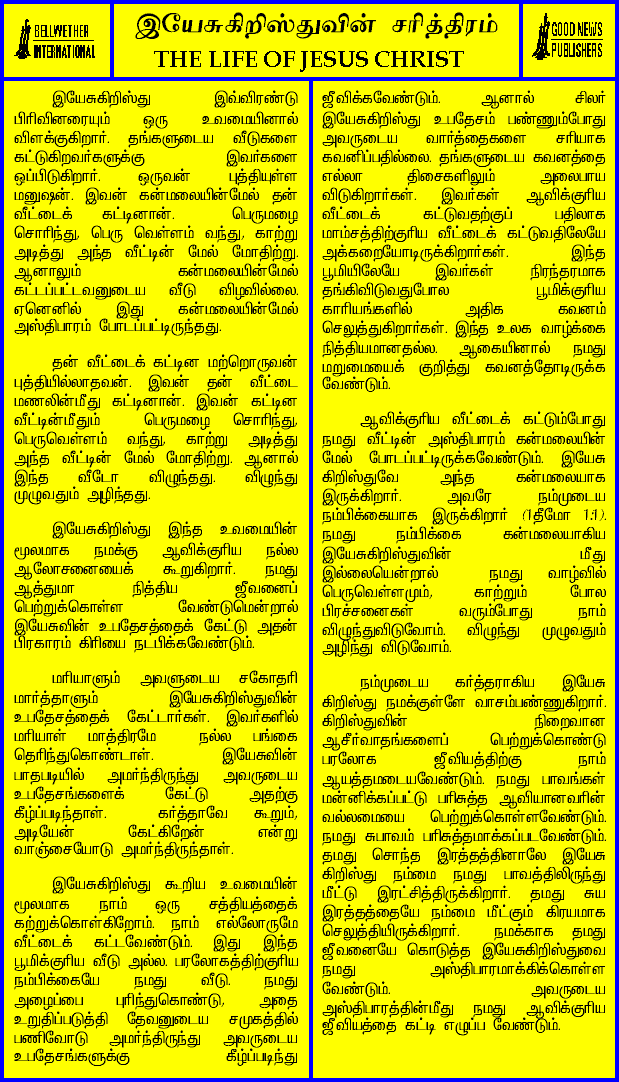 BELLWETHER
INTERNATIONAL
இயேசுகிறிஸ்துவின் சரித்திரம்
THE LIFE OF JESUS CHRIST
GOOD NEWS
PUBLISHERS
இயேசுகிறிஸ்து இவ்விரண்டு
பிரிவினரையும் ஒரு உவமையினால்
விளக்குகிறார். தங்களுடைய வீடுகளை
கட்டுகிறவர்களுக்கு இவர்களை
ஒப்பிடுகிறார். ஒருவன் புத்தியுள்ள
மனுஷன். இவன் கன்மலையின்மேல் தன்
வீட்டைக் கட்டினான். பெருமழை
சொரிந்து, பெரு வெள்ளம் வந்து, காற்று
அடித்து அந்த வீட்டின் மேல் மோதிற்று.
ஆனாலும் கன்மலையின்மேல்
கட்டப்பட்டவனுடைய வீடு விழவில்லை.
ஏனெனில் இது கன்மலையின்மேல்
அஸ்திபாரம் போடப்பட்டிருந்தது.
தன் வீட்டைக் கட்டின மற்றொருவன்
புத்தியில்லாதவன். இவன் தன் வீட்டை
மணலின்மீது கட்டினான். இவன் கட்டின
வீட்டின்மீதும் பெருமழை சொரிந்து,
பெருவெள்ளம் வந்து, காற்று அடித்து
அந்த வீட்டின் மேல் மோதிற்று. ஆனால்
இந்த வீடோ விழுந்தது. விழுந்து
முழுவதும் அழிந்தது.
இயேசுகிறிஸ்து இந்த உவமையின்
மூலமாக நமக்கு ஆவிக்குரிய நல்ல
ஆலோசனையைக் கூறுகிறார். நமது
ஆத்துமா நித்திய ஜீவனைப்
பெற்றுக்கொள்ள வேண்டுமென்றால்
இயேசுவின் உபதேசத்தைக் கேட்டு அதன்
பிரகாரம் கிரியை நடபிக்கவேண்டும்.
மரியாளும் அவளுடைய சகோதரி
மார்த்தாளும் இயேசுகிறிஸ்துவின்
உபதேசத்தைக் கேட்டார்கள். இவர்களில்
மரியாள் மாத்திரமே நல்ல பங்கை
தெரிந்துகொண்டாள். இயேசுவின்
பாதபடியில் அமர்ந்திருந்து அவருடைய
உபதேசங்களைக் கேட்டு அதற்கு
கீழ்ப்படிந்தாள். கர்த்தாவே கூறும்,
அடியேன் கேட்கிறேன் என்று
வாஞ்சையோடு அமர்ந்திருந்தாள்.
இயேசுகிறிஸ்து கூறிய உவமையின்
மூலமாக நாம் ஒரு சத்தியத்தைக்
கற்றுக்கொள்கிறோம். நாம் எல்லோருமே
வீட்டைக் கட்டவேண்டும். இது இந்த
பூமிக்குரிய வீடு அல்ல. பரலோகத்திற்குரிய
நம்பிக்கையே நமது வீடு. நமது
அழைப்பை புரிந்துகொண்டு, அதை
உறுதிப்படுத்தி தேவனுடைய சமுகத்தில்
பணிவோடு அமர்ந்திருந்து அவருடைய
உபதேசங்களுக்கு கீழ்ப்படிந்து
ஜீவிக்கவேண்டும். ஆனால் சிலர்
இயேசுகிறிஸ்து உபதேசம் பண்ணும்போது
அவருடைய வார்த்தைகளை சரியாக
கவனிப்பதில்லை. தங்களுடைய கவனத்தை
எல்லா திசைகளிலும் அலைபாய
விடுகிறார்கள். இவர்கள் ஆவிக்குரிய
வீட்டைக் கட்டுவதற்குப் பதிலாக
மாம்சத்திற்குரிய வீட்டைக் கட்டுவதிலேயே
அக்கறையோடிருக்கிறார்கள். இந்த
பூமியிலேயே இவர்கள் நிரந்தரமாக
தங்கிவிடுவதுபோல பூமிக்குரிய
காரியங்களில் அதிக கவனம்
செலுத்துகிறார்கள். இந்த உலக வாழ்க்கை
நித்தியமானதல்ல. ஆகையினால் நமது
மறுமையைக் குறித்து கவனத்தோடிருக்க
வேண்டும்.
ஆவிக்குரிய வீட்டைக் கட்டும்போது
நமது வீட்டின் அஸ்திபாரம் கன்மலையின்
மேல் போடப்பட்டிருக்கவேண்டும். இயேசு
கிறிஸ்துவே அந்த கன்மலையாக
இருக்கிறார். அவரே நம்முடைய
நம்பிக்கையாக இருக்கிறார் (1தீமோ 1:1).
நமது நம்பிக்கை கன்மலையாகிய
இயேசுகிறிஸ்துவின் மீது
இல்லையென்றால் நமது வாழ்வில்
பெருவெள்ளமும், காற்றும் போல
பிரச்சனைகள் வரும்போது நாம்
விழுந்துவிடுவோம். விழுந்து முழுவதும்
அழிந்து விடுவோம்.
நம்முடைய கர்த்தராகிய இயேசு
கிறிஸ்து நமக்குள்ளே வாசம்பண்ணுகிறார்.
கிறிஸ்துவின் நிறைவான
ஆசீர்வாதங்களைப் பெற்றுக்கொண்டு
பரலோக ஜீவியத்திற்கு நாம்
ஆயத்தமடையவேண்டும். நமது பாவங்கள்
மன்னிக்கப்பட்டு பரிசுத்த ஆவியானவரின்
வல்லமையை பெற்றுக்கொள்ளவேண்டும்.
நமது சுபாவம் பரிசுத்தமாக்கப்படவேண்டும்.
தமது சொந்த இரத்தத்தினாலே இயேசு
கிறிஸ்து நம்மை நமது பாவத்திலிருந்து
மீட்டு இரட்சித்திருக்கிறார். தமது சுய
இரத்தத்தையே நம்மை மீட்கும் கிரயமாக
செலுத்தியிருக்கிறார். நமக்காக தமது
ஜீவனையே கொடுத்த இயேசுகிறிஸ்துவை
நமது அஸ்திபாரமாக்கிக்கொள்ள
வேண்டும். அவருடைய
அஸ்திபாரத்தின்மீது நமது ஆவிக்குரிய
ஜீவியத்தை கட்டி எழுப்ப வேண்டும்.